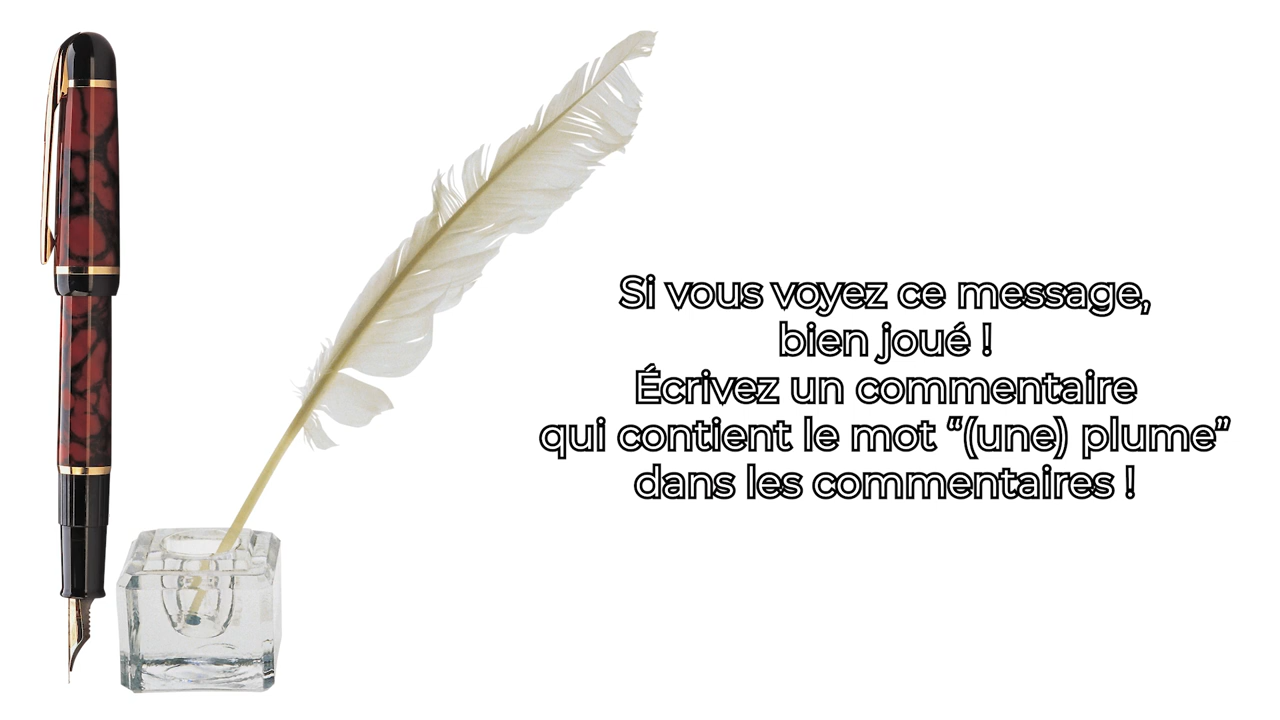 Si vous voyez ce message,
bien joué !
Écrivez un commentaire
qui contient le mot “(une) plume”
dans les commentaires !